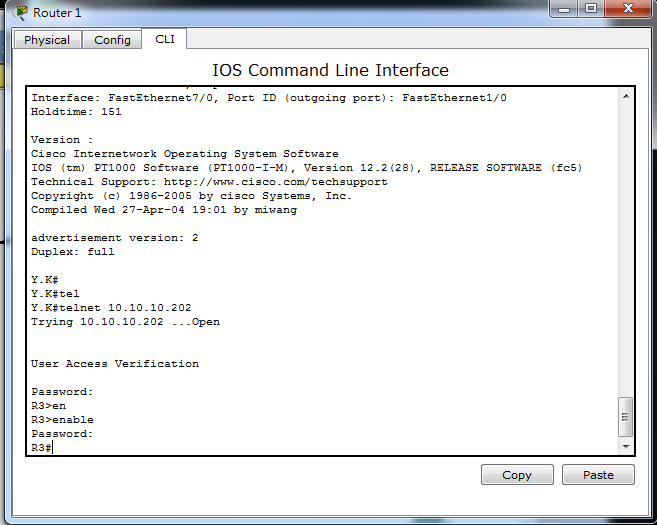 Router 1
Physical Config CLI
IOS Command Line Interface
Interface: FastEthernet7/0, Port ID (outgoing port): FastEthernet1/0
Holdtime: 151
Version :
Cisco Internetwork Operating System Software
IOS (tm) PT1000 Software (PT1000-I-M), Version 12.2(28), RELEASE SOFTWARE (fc5)
Technical Support: http://www.cisco.com/techsupport
Copyright (c) 1986-2005 by cisco Systems, Inc.
Compiled Wed 27-Apr-04 19:01 by miwang
advertisement version: 2
Duplex: full
Y.K#
Y.K#tel
Y.K#telnet 10.10.10.202
Trying 10.10.10.202 ...Open
User Access Verification
Password:
R3>en
R3>enable
Password:
R3#
Copy Paste